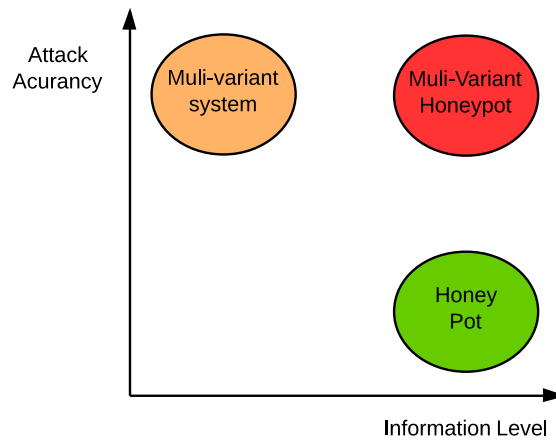 Attack
Acurancy
Muli-variant
system
Muli-Variant
Honeypot
Honey
Pot
Information Level